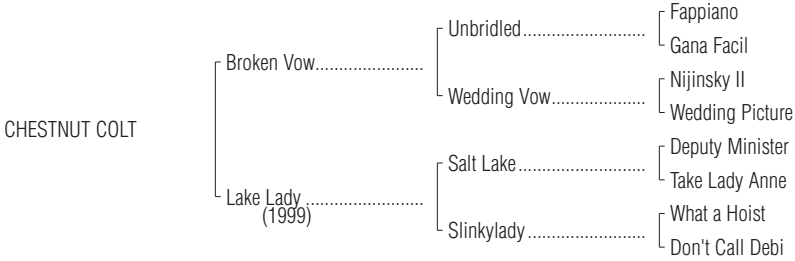 Fappiano
Unbridled..........................
Gana Facil
Broken Vow.......................
Nijinsky II
Wedding Vow....................
Wedding Picture
CHESTNUT COLT
Deputy Minister
Salt Lake...........................
Take Lady Anne
Lake Lady .........................
(1999)
What a Hoist
Slinkylady.........................
Don't Call Debi